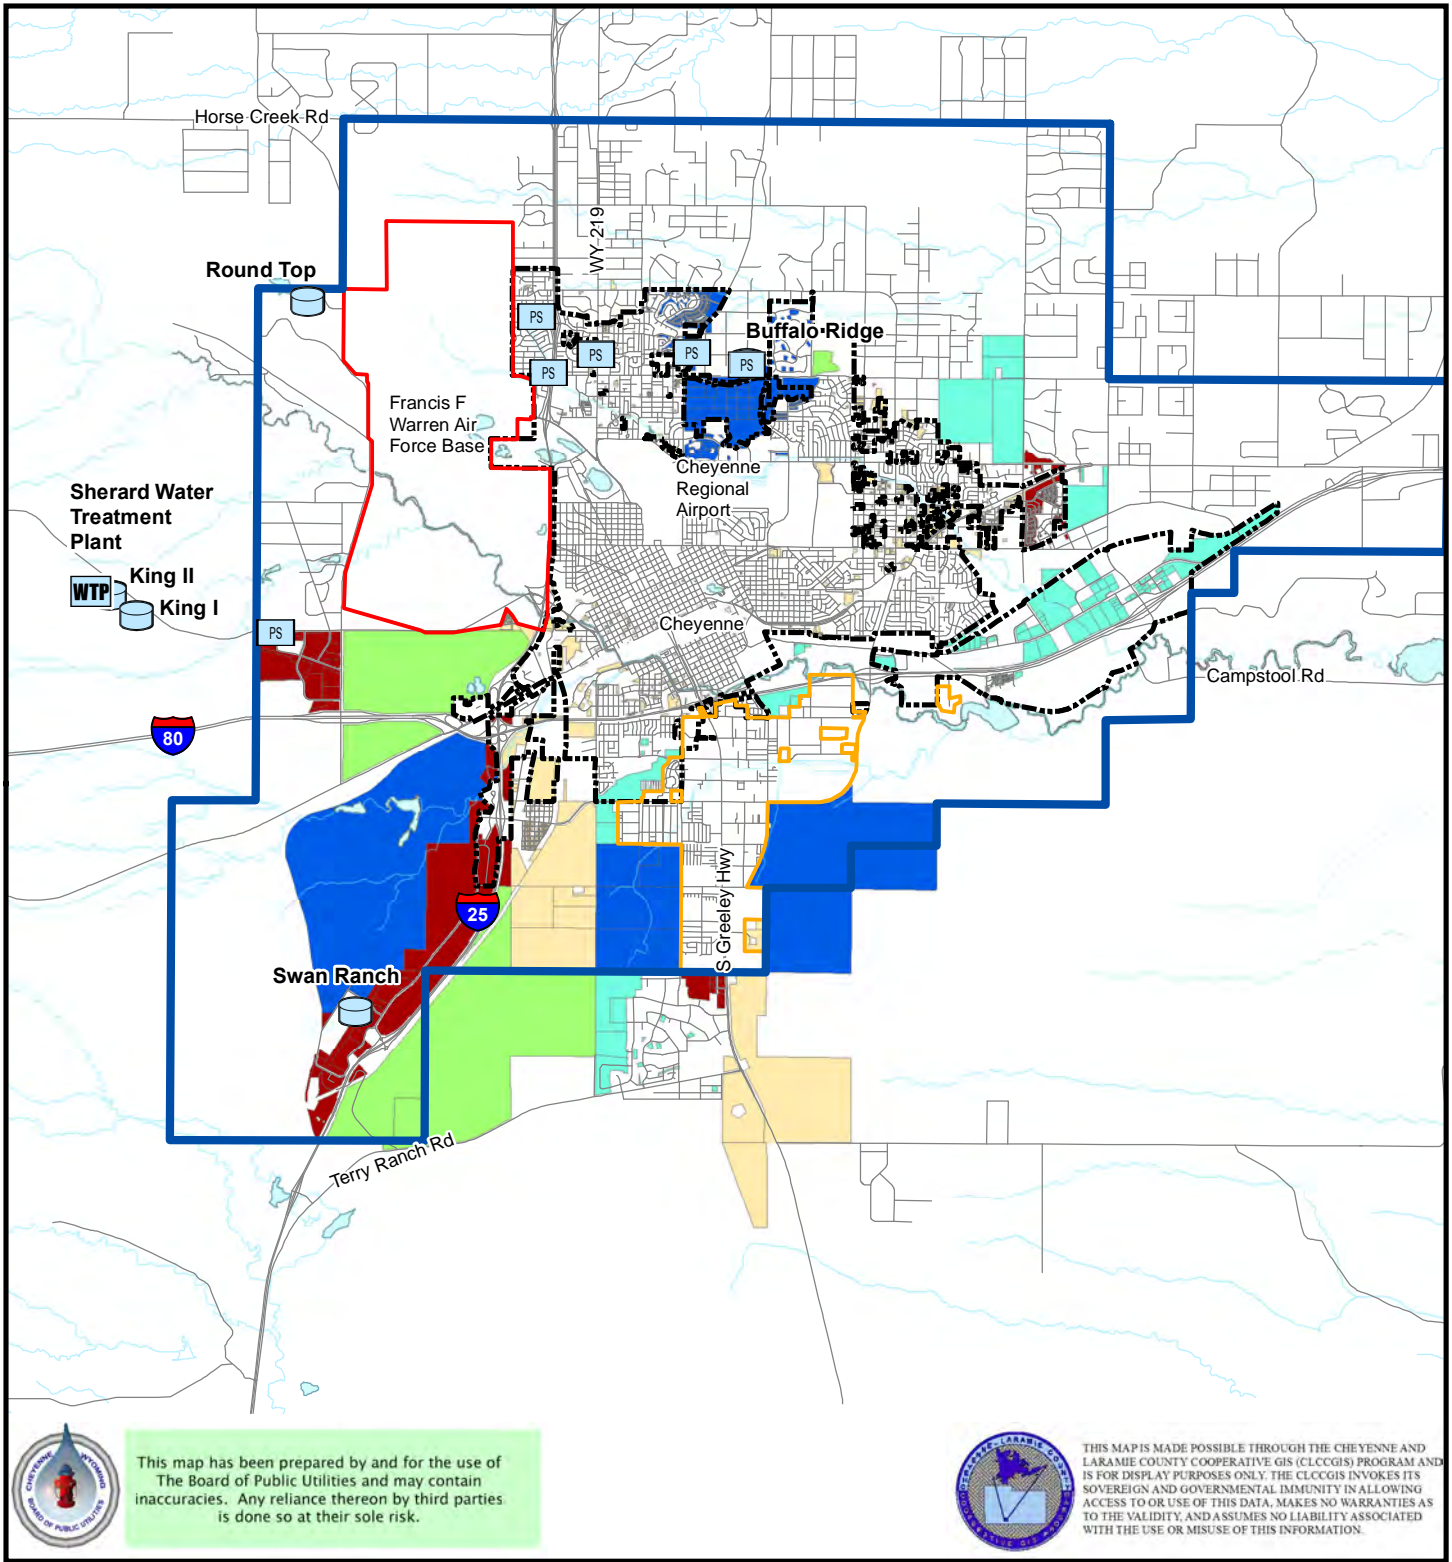 Horse Creek Rd
WY 219
Round Top
PS
Buffalo Ridge
PS
PS
PS
PS
Francis F
Warren Air
Force Base
Cheyenne
Regional
Airport
Sherard Water
Treatment
Plant
King II
WTP
King I
PS
Cheyenne
Campstool Rd
80
S Greeley Hwy
25
Swan Ranch
Terry Ranch Rd
CHEYENNE WYOMING
BOARD OF PUBLIC UTILITIES
This map has been prepared by and for the use of
The Board of Public Utilities and may contain
inaccuracies. Any reliance thereon by third parties
is done so at their sole risk.
THIS MAP IS MADE POSSIBLE THROUGH THE CHEYENNE AND
LARAMIE COUNTY COOPERATIVE GIS (CLCCGIS) PROGRAM AND
IS FOR DISPLAY PURPOSES ONLY. THE CLCCGIS INVOKES ITS
SOVEREIGN AND GOVERNMENTAL IMMUNITY IN ALLOWING
ACCESS TO OR USE OF THIS DATA, MAKES NO WARRANTIES AS
TO THE VALIDITY, AND ASSUMES NO LIABILITY ASSOCIATED
WITH THE USE OR MISUSE OF THIS INFORMATION.